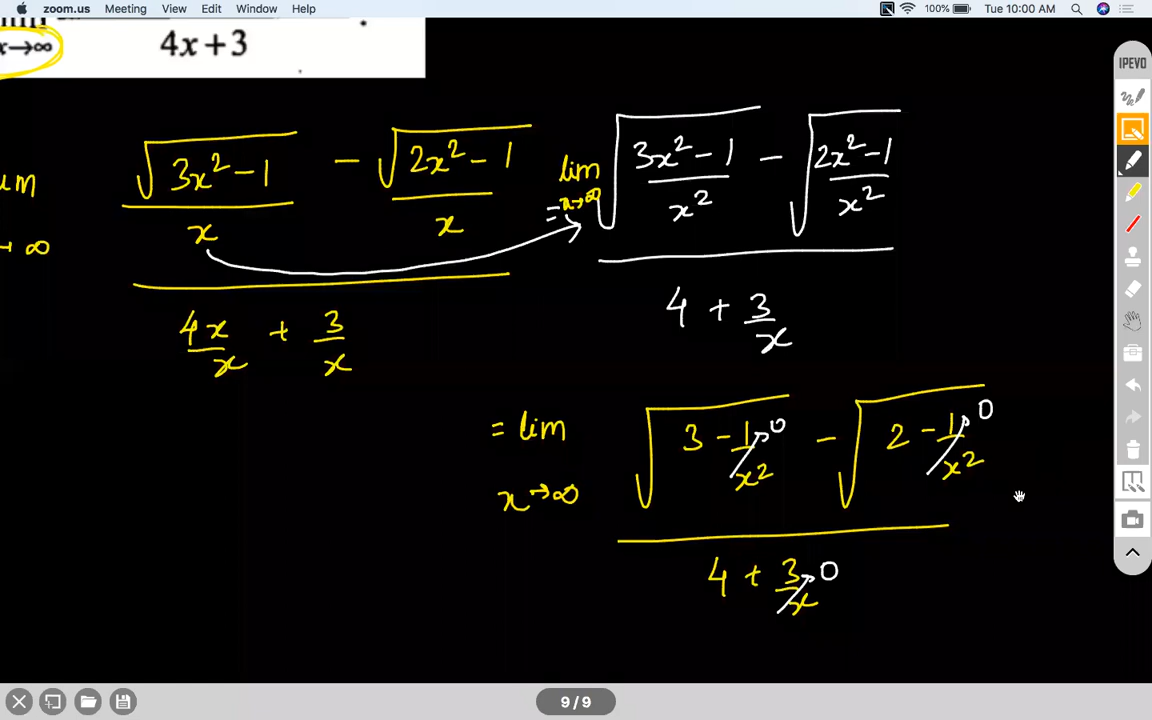 zoom.us Meeting View Edit Window Help 100% Tue 10:00 AM
x→∞ 4x+3
IPEVO
√(3x² − 1)/x − √(2x² − 1)/x
→ ∞
4x/x + 3/x
= lim x→∞ √((3x² − 1)/x²) − √((2x² − 1)/x²)
4 + 3/x
= lim x→∞ √(3 − 1/x² 0) − √(2 − 1/x² 0)
4 + 3/x 0
9 / 9